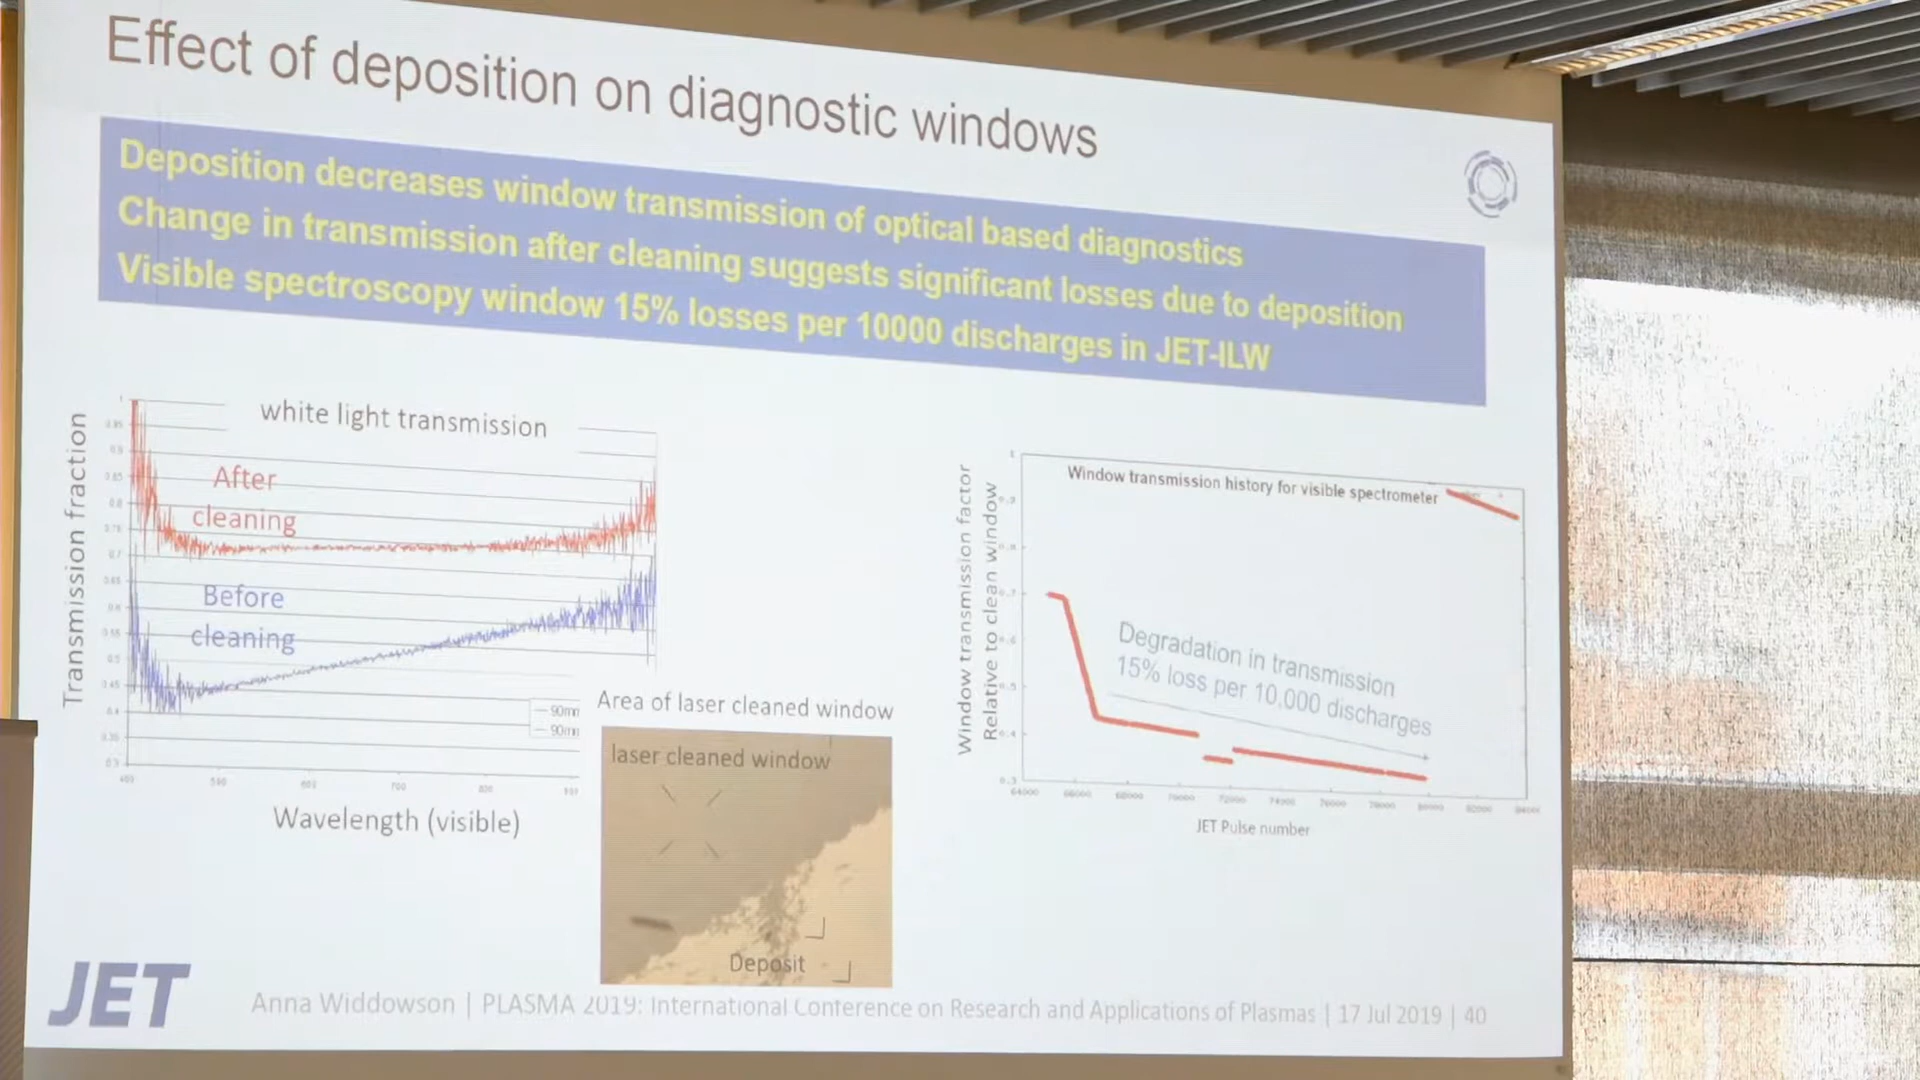 Effect of deposition on diagnostic windows
Deposition decreases window transmission of optical based diagnostics
Change in transmission after cleaning suggests significant losses due to deposition
Visible spectroscopy window 15% losses per 10000 discharges in JET-ILW
white light transmission
Transmission fraction
After
cleaning
Before
cleaning
Wavelength (visible)
Area of laser cleaned window
laser cleaned window
Deposit
Window transmission factor
Relative to clean window
Window transmission history for visible spectrometer
Degradation in transmission
15% loss per 10,000 discharges
JET Pulse number
JET
Anna Widdowson | PLASMA 2019: International Conference on Research and Applications of Plasmas | 17 Jul 2019 | 40